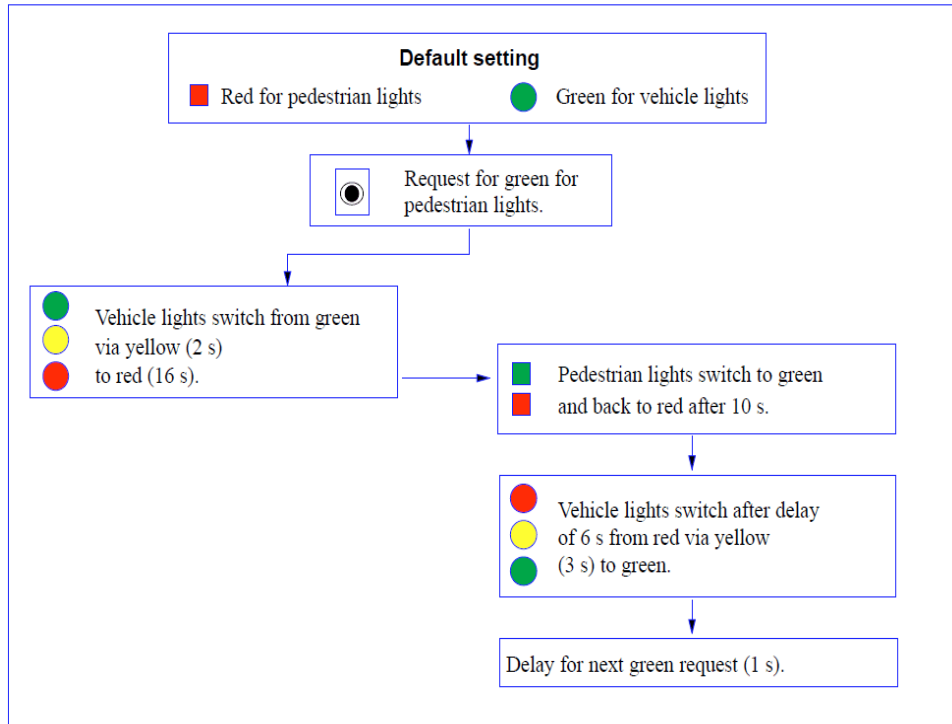 Default setting
Red for pedestrian lights
Green for vehicle lights
Request for green for
pedestrian lights.
Vehicle lights switch from green
via yellow (2 s)
to red (16 s).
Pedestrian lights switch to green
and back to red after 10 s.
Vehicle lights switch after delay
of 6 s from red via yellow
(3 s) to green.
Delay for next green request (1 s).